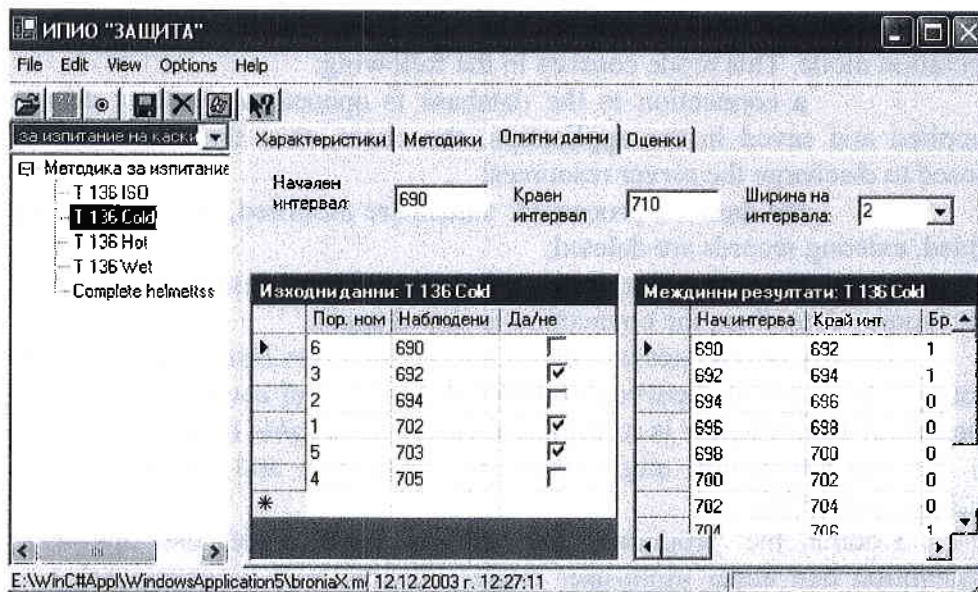 ИПИО "ЗАЩИТА"
File Edit View Options Help
за изпитание на каски
Методика за изпитание
T 136 ISO
T 136 Cold
T 136 Hot
T 136 Wet
Complete helmettss
Характеристики Методики Опитни данни Оценки
Начален интервал: 690 Краен интервал 710 Ширина на интервала: 2
Изходни данни: T 136 Cold
Пор. ном Наблюдени Да/не
6 690
3 692
2 694
1 702
5 703
4 705
Междинни резултати: T 136 Cold
Нач.интерва Край инт. Бр.
690 692 1
692 694 1
694 696 0
696 698 0
698 700 0
700 702 0
702 704 0
704 706 1
E:\WinC#Appl\WindowsApplication5\broniaX.m 12.12.2003 г. 12:27:11